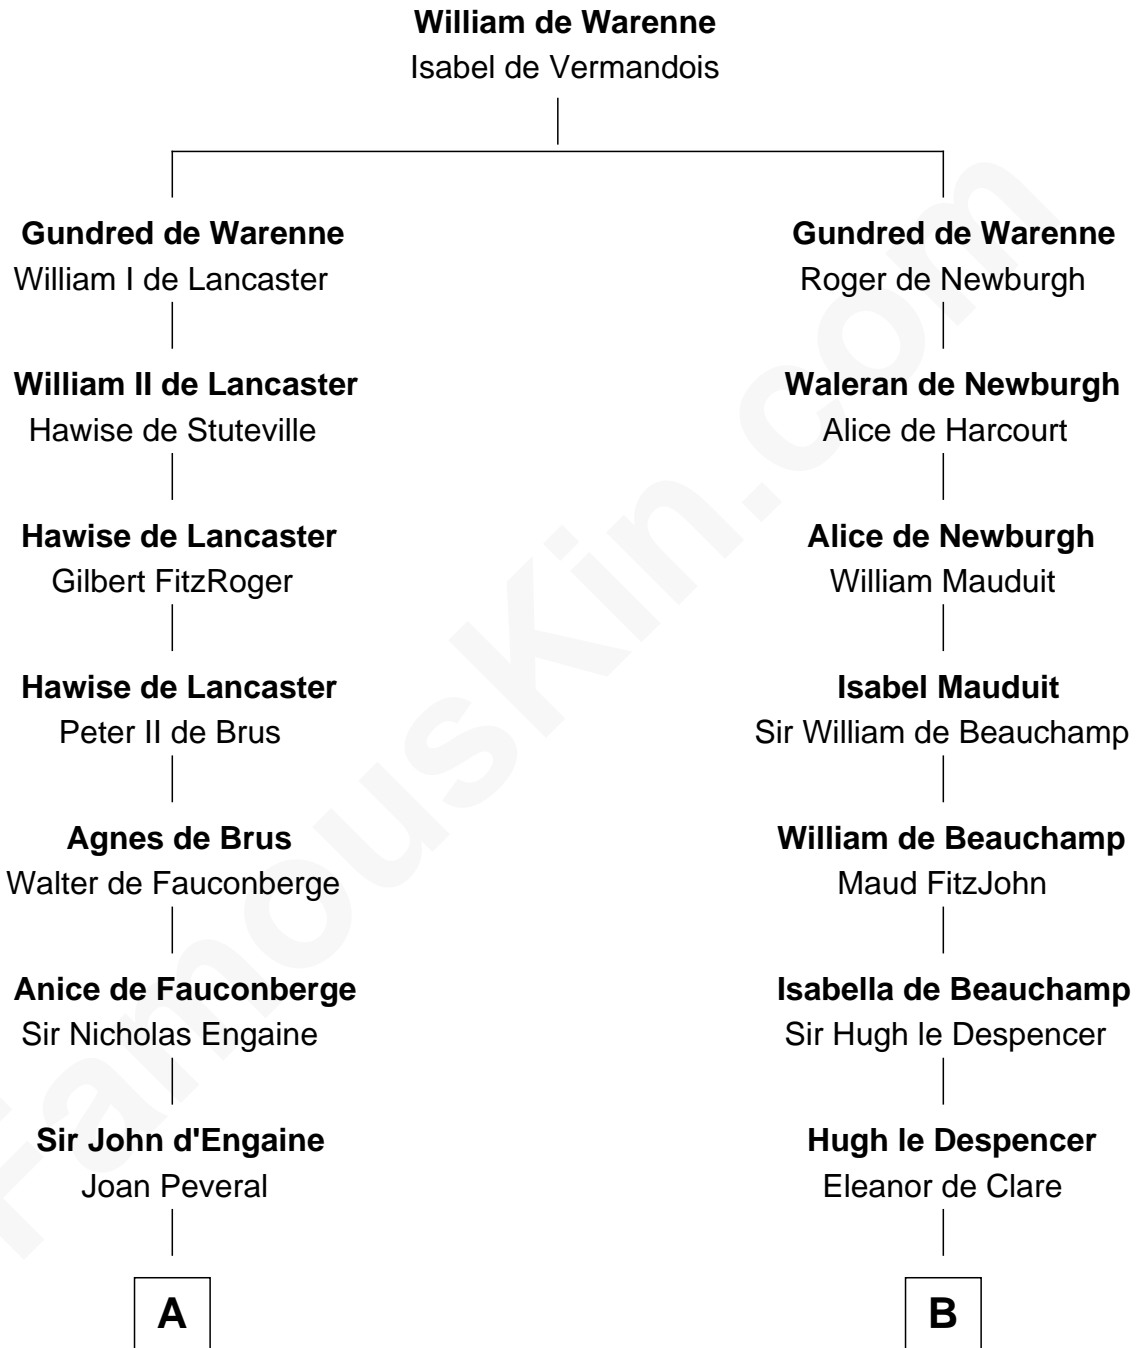 William de Warenne
Isabel de Vermandois
Gundred de Warenne
William I de Lancaster
William II de Lancaster
Hawise de Stuteville
Hawise de Lancaster
Gilbert FitzRoger
Hawise de Lancaster
Peter II de Brus
Agnes de Brus
Walter de Fauconberge
Anice de Fauconberge
Sir Nicholas Engaine
Sir John d'Engaine
Joan Peveral
A
Gundred de Warenne
Roger de Newburgh
Waleran de Newburgh
Alice de Harcourt
Alice de Newburgh
William Mauduit
Isabel Mauduit
Sir William de Beauchamp
William de Beauchamp
Maud FitzJohn
Isabella de Beauchamp
Sir Hugh le Despencer
Hugh le Despencer
Eleanor de Clare
B
FamousKin.com